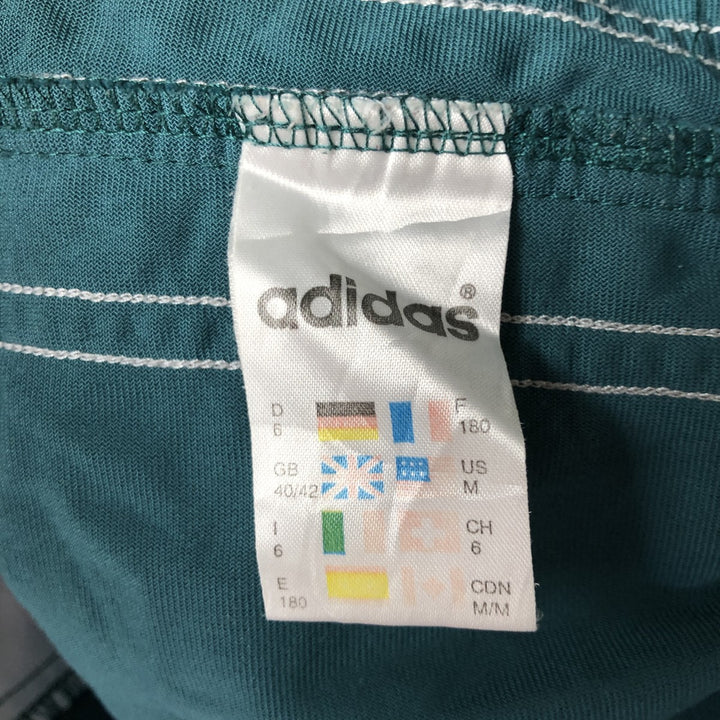 adidas®
D F
6 180
GB US
40/42 M
I CH
6 6
E CDN
180 M/M